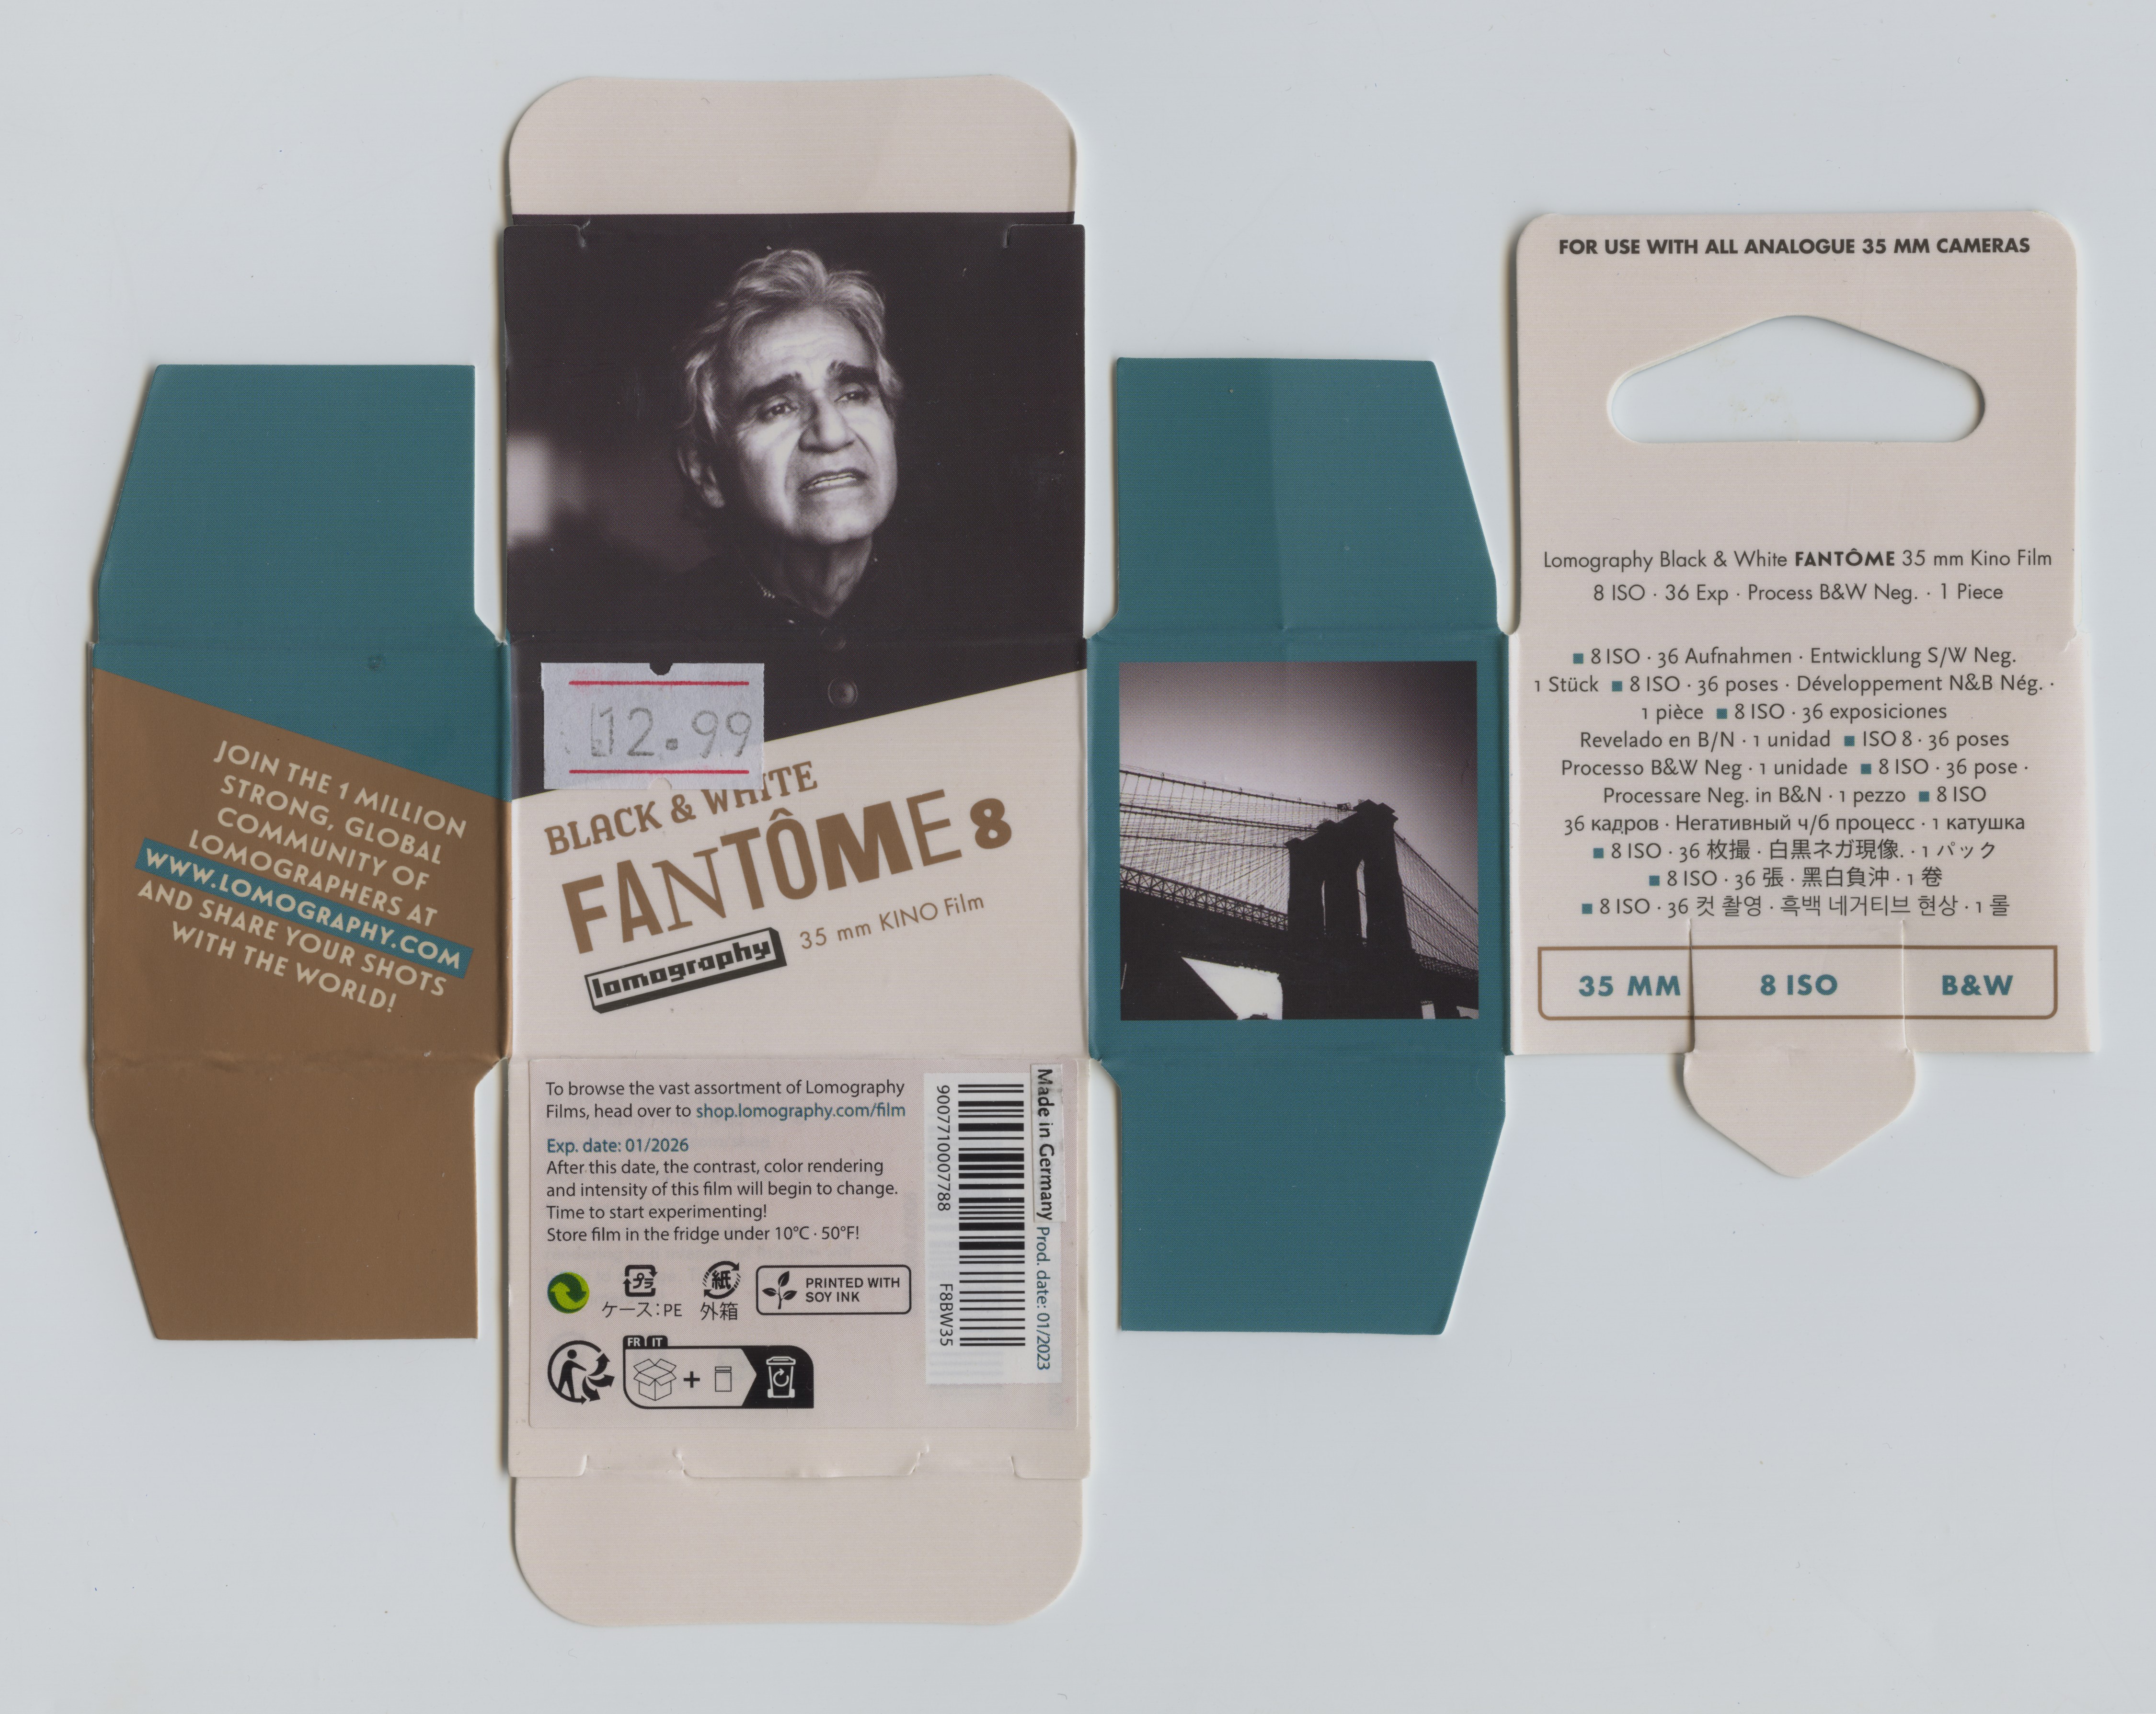 JOIN THE 1 MILLION
STRONG, GLOBAL
COMMUNITY OF
LOMOGRAPHERS AT
WWW.LOMOGRAPHY.COM
AND SHARE YOUR SHOTS
WITH THE WORLD!
12.99
BLACK & WHITE
FANTÔME 8
lomography
35 mm KINO Film
To browse the vast assortment of Lomography
Films, head over to shop.lomography.com/film
Exp. date: 01/2026
After this date, the contrast, color rendering
and intensity of this film will begin to change.
Time to start experimenting!
Store film in the fridge under 10°C · 50°F!
プラ
ケース：PE
紙
外箱
PRINTED WITH
SOY INK
FR IT
+
9007710007788
F8BW35
Made in Germany
Prod. date: 01/2023
FOR USE WITH ALL ANALOGUE 35 MM CAMERAS
Lomography Black & White FANTÔME 35 mm Kino Film
8 ISO · 36 Exp · Process B&W Neg. · 1 Piece
■ 8 ISO · 36 Aufnahmen · Entwicklung S/W Neg.
1 Stück ■ 8 ISO · 36 poses · Développement N&B Nég. ·
1 pièce ■ 8 ISO · 36 exposiciones
Revelado en B/N · 1 unidad ■ ISO 8 · 36 poses
Processo B&W Neg · 1 unidade ■ 8 ISO · 36 pose ·
Processare Neg. in B&N · 1 pezzo ■ 8 ISO
36 кадров · Негативный ч/б процесс · 1 катушка
■ 8 ISO · 36 枚撮 · 白黒ネガ現像. · 1 パック
■ 8 ISO · 36 張 · 黑白負沖 · 1 卷
■ 8 ISO · 36 컷 촬영 · 흑백 네거티브 현상 · 1 롤
35 MM
8 ISO
B&W